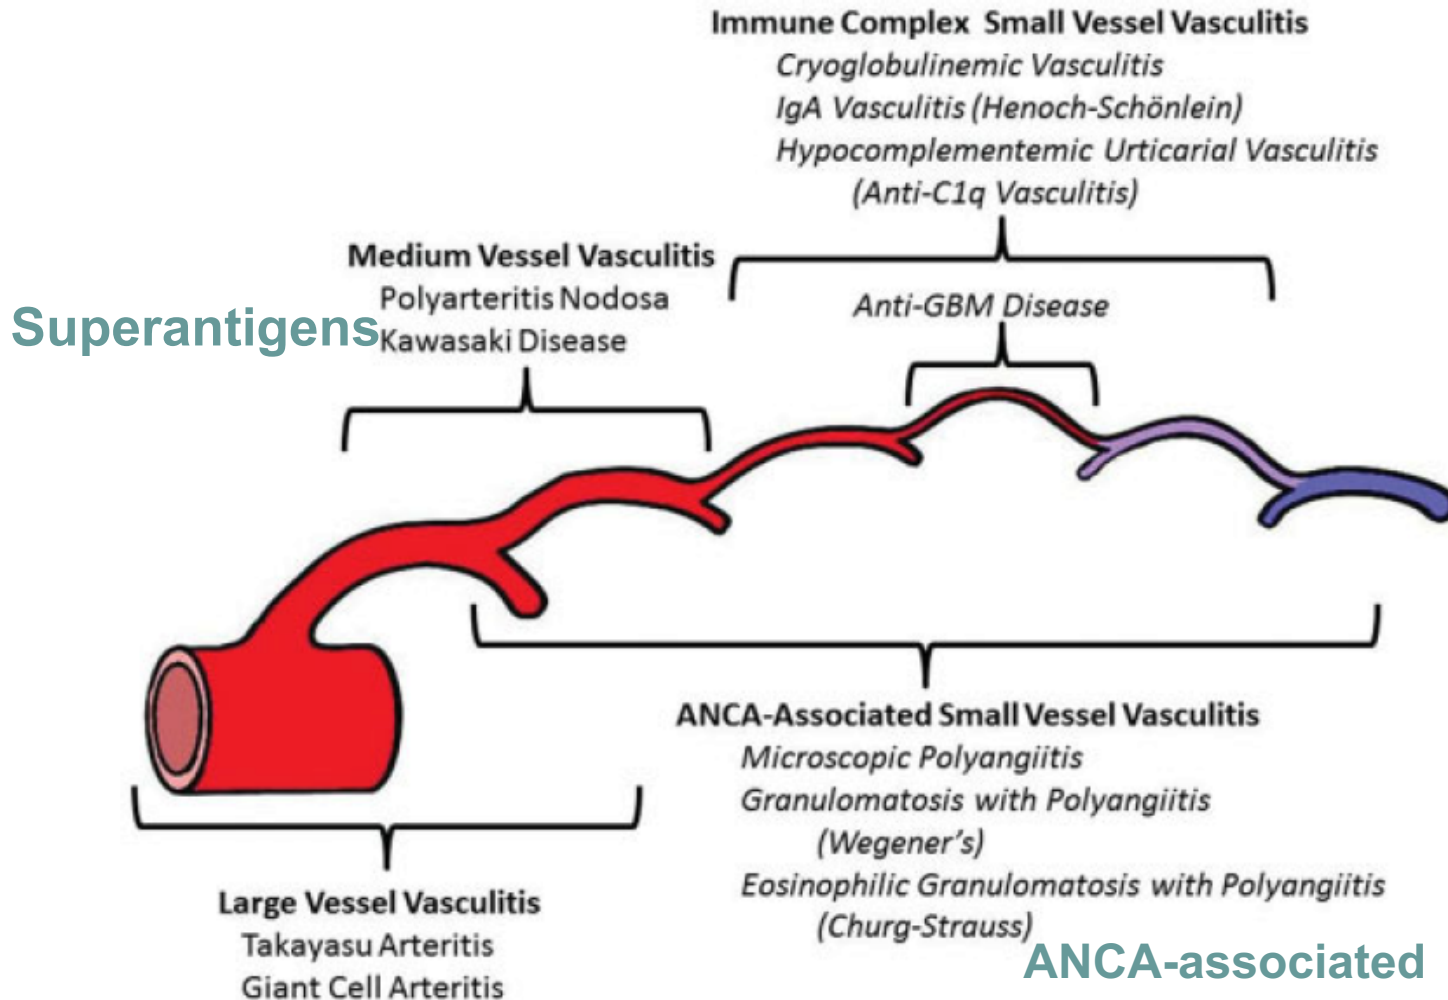 Immune Complex Small Vessel Vasculitis
Cryoglobulinemic Vasculitis
IgA Vasculitis (Henoch-Schönlein)
Hypocomplementemic Urticarial Vasculitis
(Anti-C1q Vasculitis)
Medium Vessel Vasculitis
Polyarteritis Nodosa
Superantigens
Kawasaki Disease
Anti-GBM Disease
ANCA-Associated Small Vessel Vasculitis
Microscopic Polyangiitis
Granulomatosis with Polyangiitis
(Wegener’s)
Eosinophilic Granulomatosis with Polyangiitis
(Churg-Strauss)
ANCA-associated
Large Vessel Vasculitis
Takayasu Arteritis
Giant Cell Arteritis